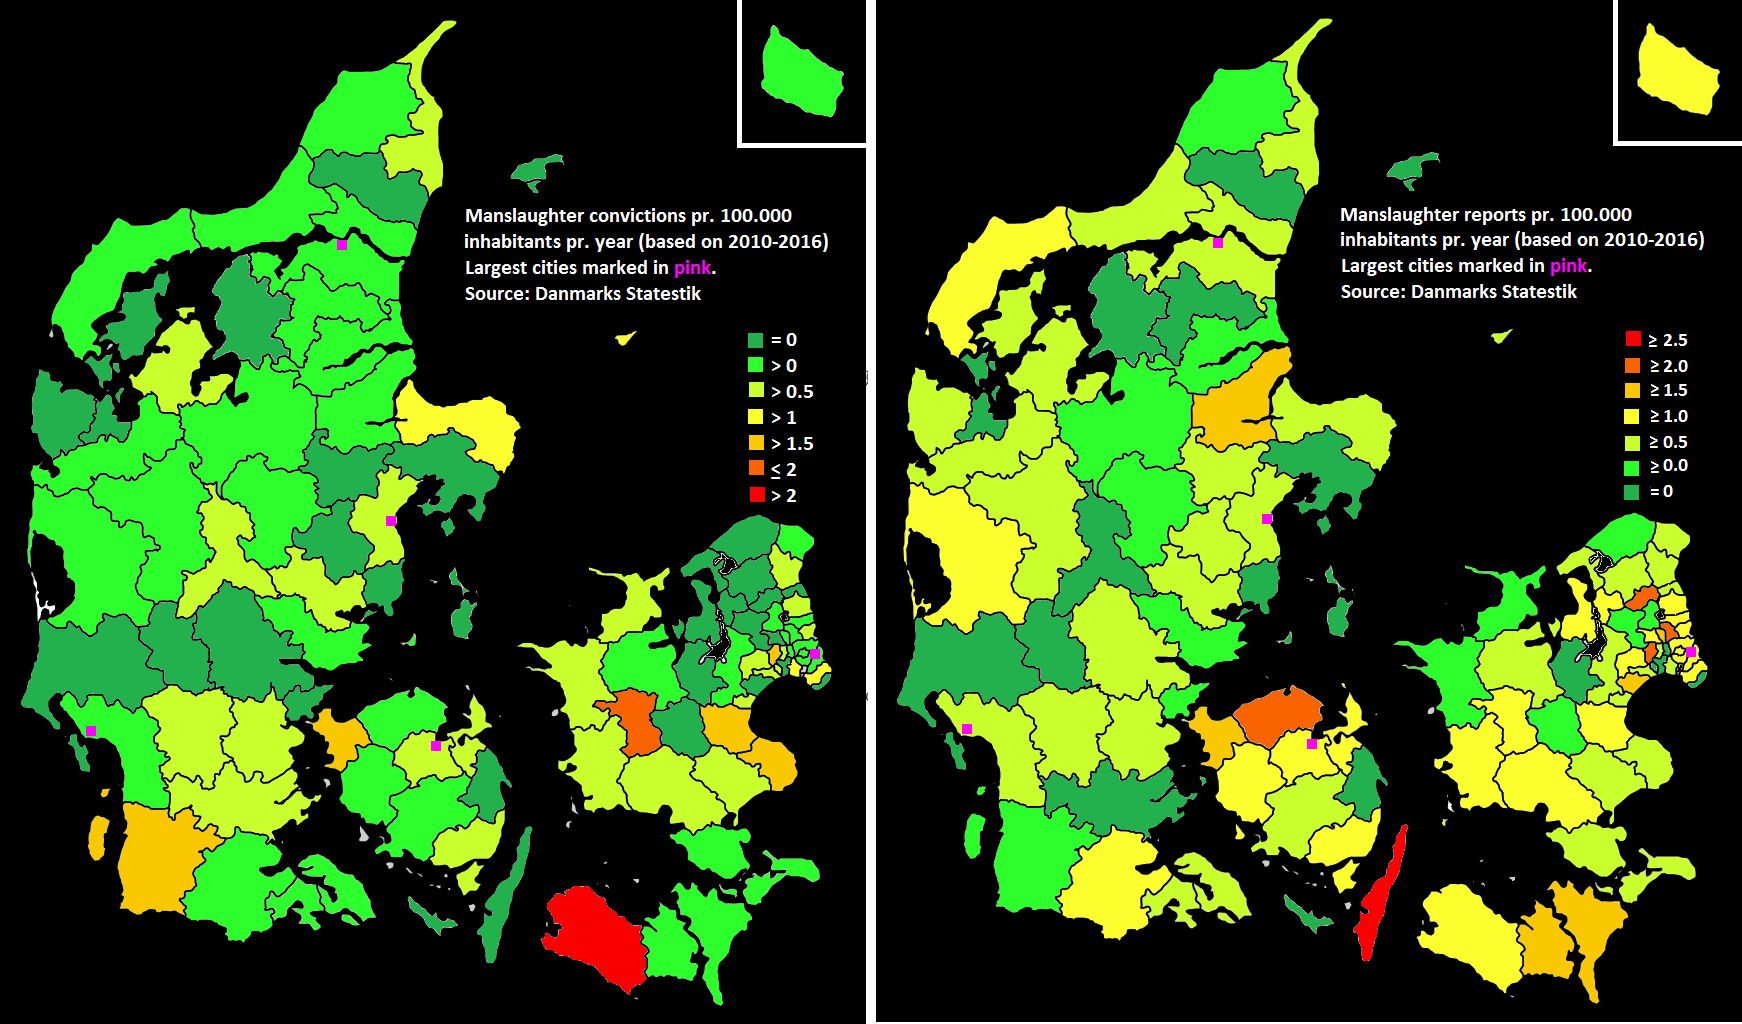 Manslaughter convictions pr. 100.000
inhabitants pr. year (based on 2010-2016)
Largest cities marked in pink.
Source: Danmarks Statestik
= 0
> 0
> 0.5
> 1
> 1.5
≤ 2
> 2
Manslaughter reports pr. 100.000
inhabitants pr. year (based on 2010-2016)
Largest cities marked in pink.
Source: Danmarks Statestik
≥ 2.5
≥ 2.0
≥ 1.5
≥ 1.0
≥ 0.5
≥ 0.0
= 0